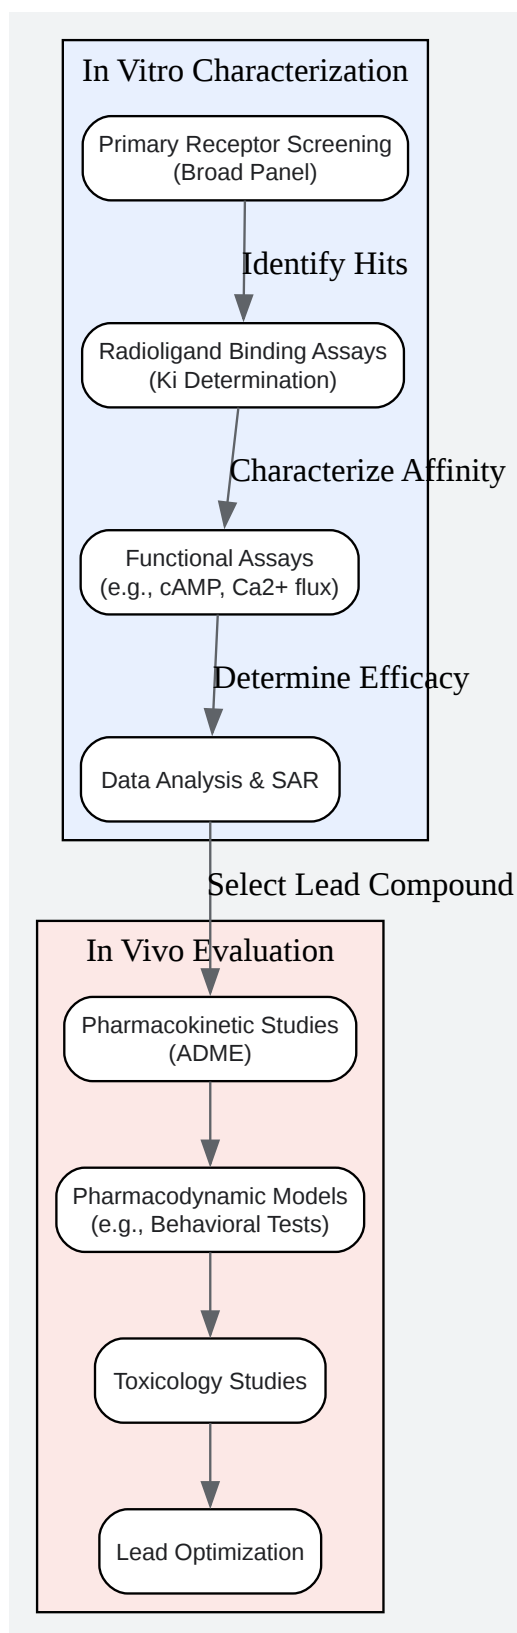 In Vitro Characterization
Primary Receptor Screening
(Broad Panel)
Identify Hits
Radioligand Binding Assays
(Ki Determination)
Characterize Affinity
Functional Assays
(e.g., cAMP, Ca2+ flux)
Determine Efficacy
Data Analysis & SAR
Select Lead Compound
In Vivo Evaluation
Pharmacokinetic Studies
(ADME)
Pharmacodynamic Models
(e.g., Behavioral Tests)
Toxicology Studies
Lead Optimization